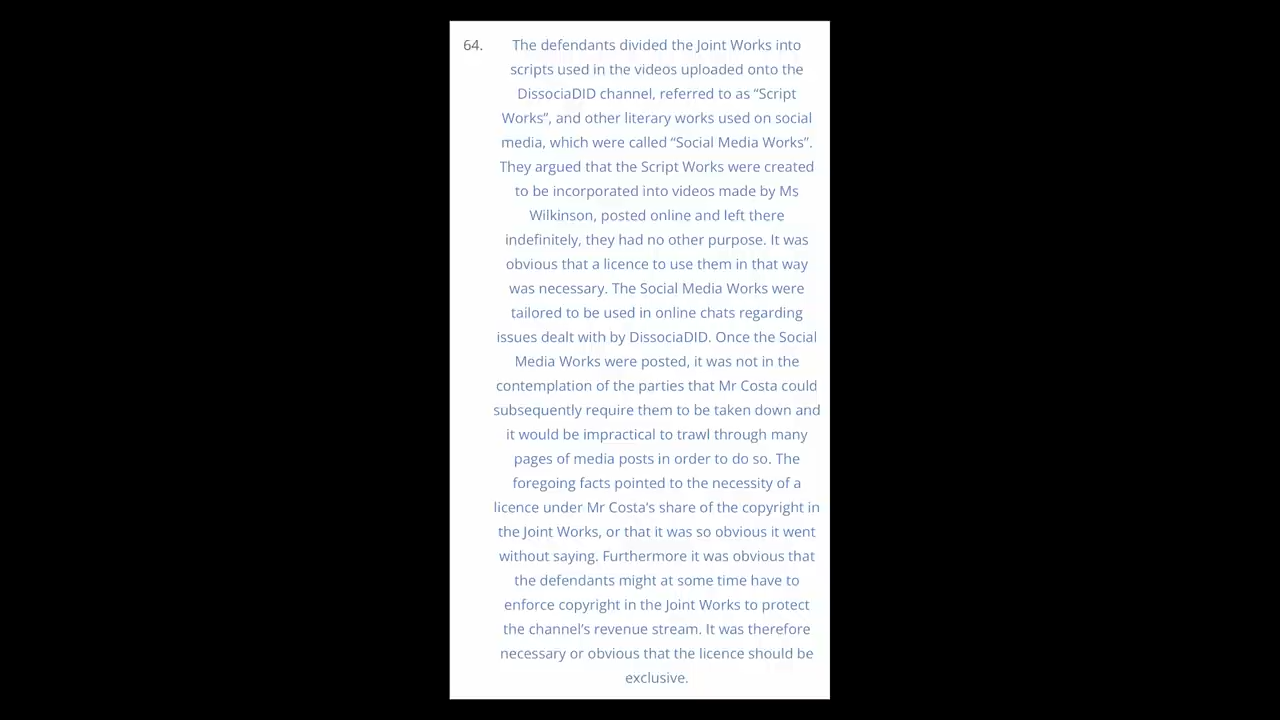 64. The defendants divided the Joint Works into
scripts used in the videos uploaded onto the
DissociaDID channel, referred to as “Script
Works”, and other literary works used on social
media, which were called “Social Media Works”.
They argued that the Script Works were created
to be incorporated into videos made by Ms
Wilkinson, posted online and left there
indefinitely, they had no other purpose. It was
obvious that a licence to use them in that way
was necessary. The Social Media Works were
tailored to be used in online chats regarding
issues dealt with by DissociaDID. Once the Social
Media Works were posted, it was not in the
contemplation of the parties that Mr Costa could
subsequently require them to be taken down and
it would be impractical to trawl through many
pages of media posts in order to do so. The
foregoing facts pointed to the necessity of a
licence under Mr Costa’s share of the copyright in
the Joint Works, or that it was so obvious it went
without saying. Furthermore it was obvious that
the defendants might at some time have to
enforce copyright in the Joint Works to protect
the channel’s revenue stream. It was therefore
necessary or obvious that the licence should be
exclusive.